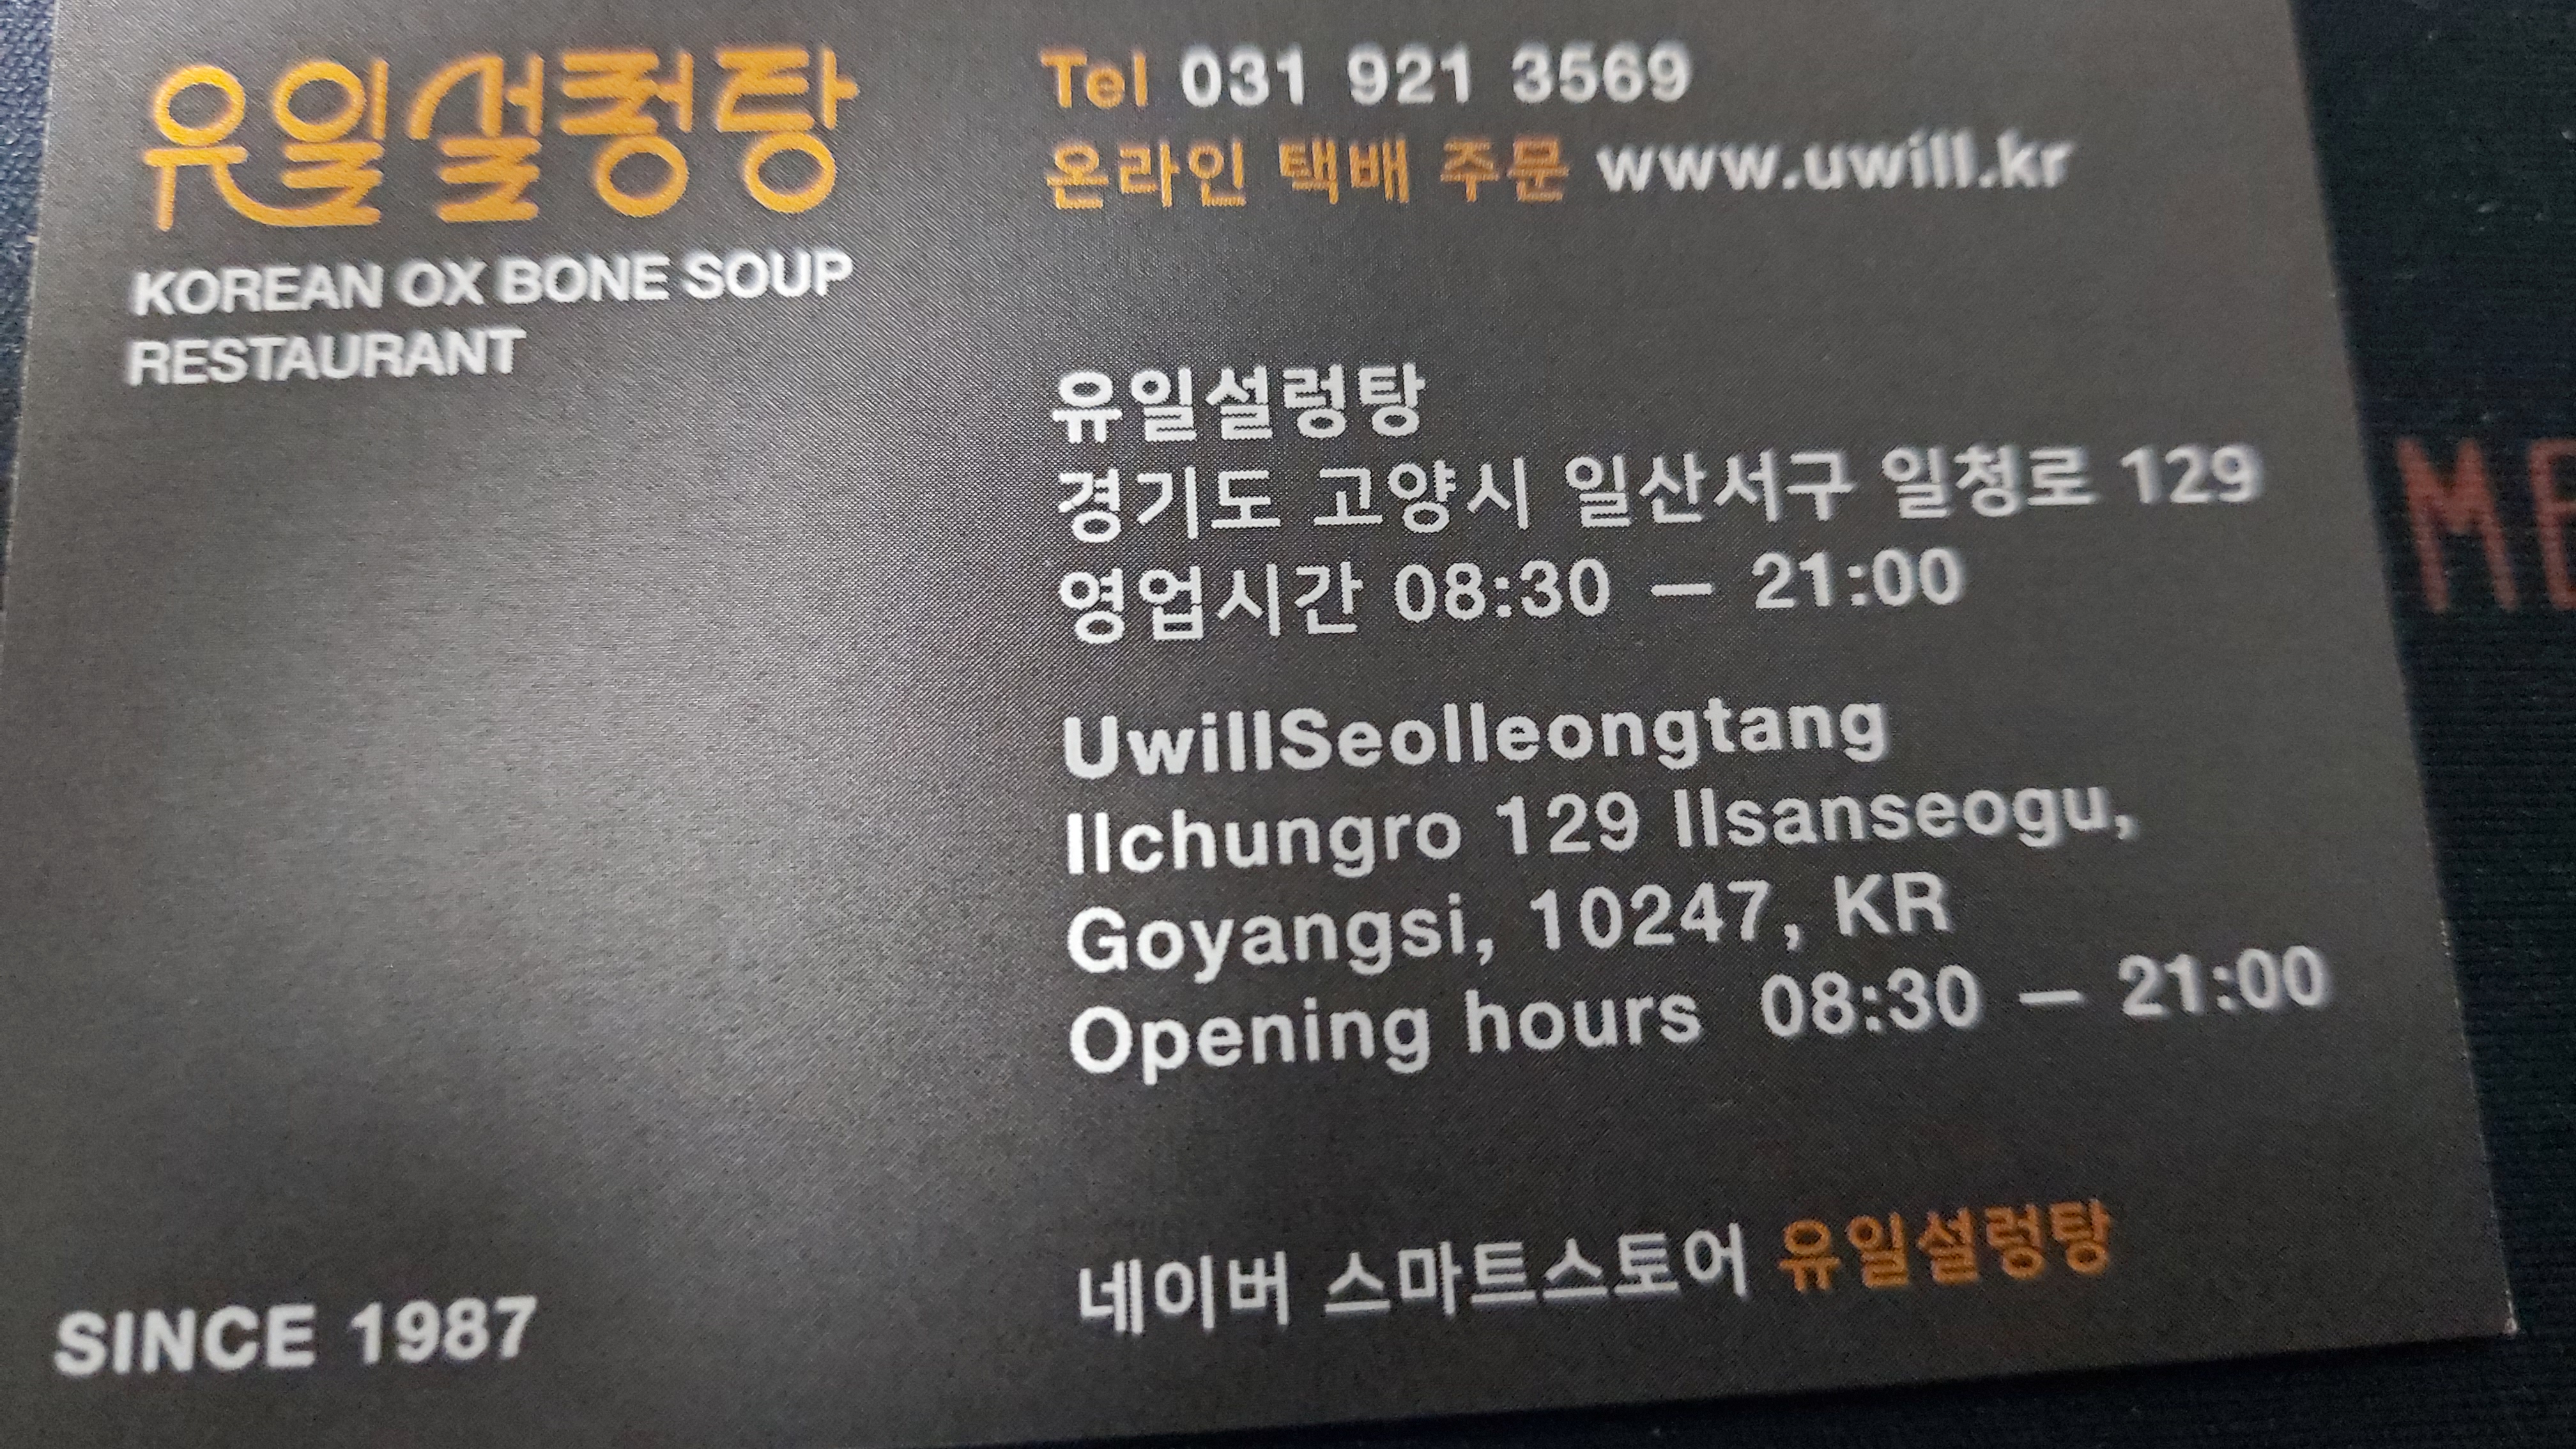 유일설렁탕
KOREAN OX BONE SOUP
RESTAURANT
SINCE 1987
Tel 031 921 3569
온라인 택배 주문 www.uwill.kr
유일설렁탕
경기도 고양시 일산서구 일청로 129
영업시간 08:30 – 21:00
UwillSeolleongtang
Ilchungro 129 Ilsanseogu,
Goyangsi, 10247, KR
Opening hours 08:30 – 21:00
네이버 스마트스토어 유일설렁탕